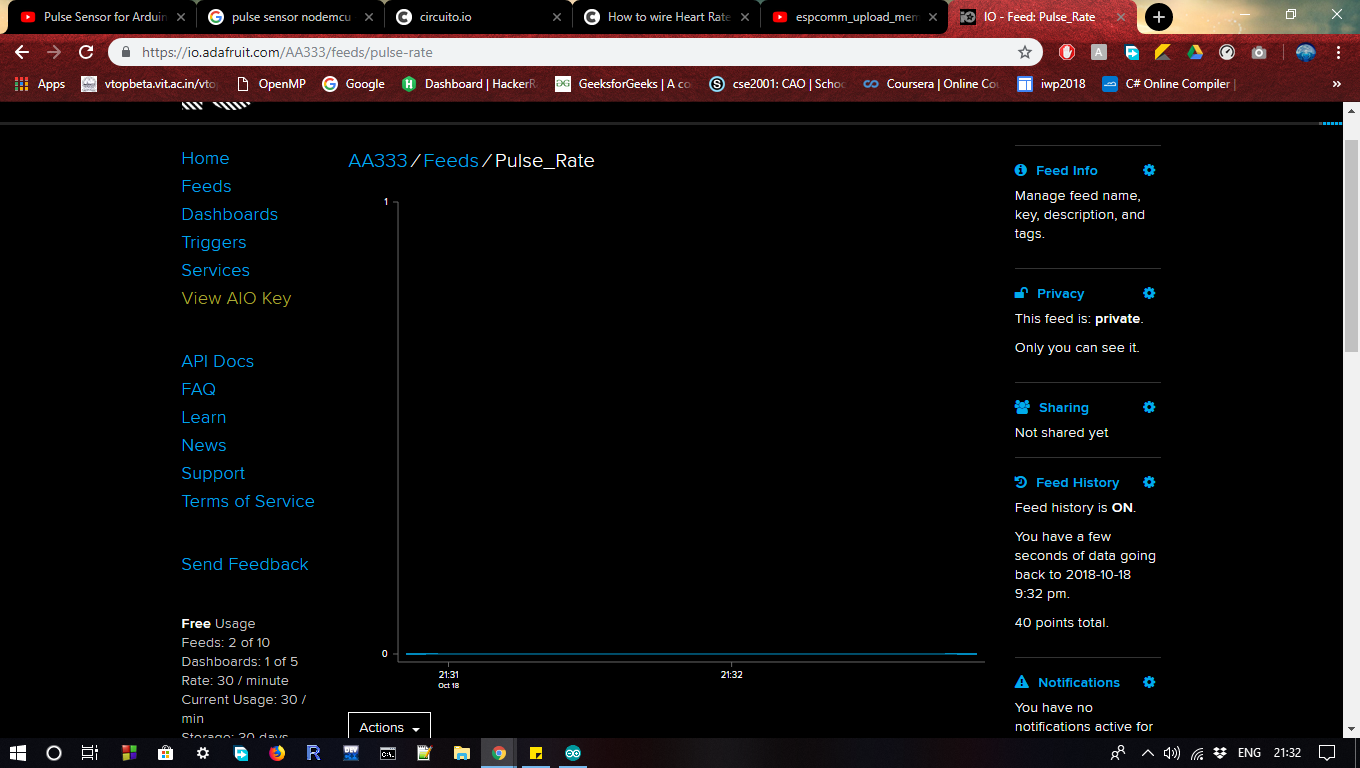 Pulse Sensor for Arduin
pulse sensor nodemcu
circuito.io
How to wire Heart Rate
espcomm_upload_mem
IO - Feed: Pulse_Rate
https://io.adafruit.com/AA333/feeds/pulse-rate
Apps
vtopbeta.vit.ac.in/vto
OpenMP
Google
Dashboard | HackerR
GeeksforGeeks | A co
cse2001: CAO | Schoo
Coursera | Online Cou
iwp2018
C# Online Compiler |
»
Home
Feeds
Dashboards
Triggers
Services
View AIO Key
API Docs
FAQ
Learn
News
Support
Terms of Service
Send Feedback
Free Usage
Feeds: 2 of 10
Dashboards: 1 of 5
Rate: 30 / minute
Current Usage: 30 /
min
Storage: 30 days
AA333 / Feeds / Pulse_Rate
1
0
21:31
Oct 18
21:32
Actions
Feed Info
Manage feed name,
key, description, and
tags.
Privacy
This feed is: private.
Only you can see it.
Sharing
Not shared yet
Feed History
Feed history is ON.
You have a few
seconds of data going
back to 2018-10-18
9:32 pm.
40 points total.
Notifications
You have no
notifications active for
ENG
21:32